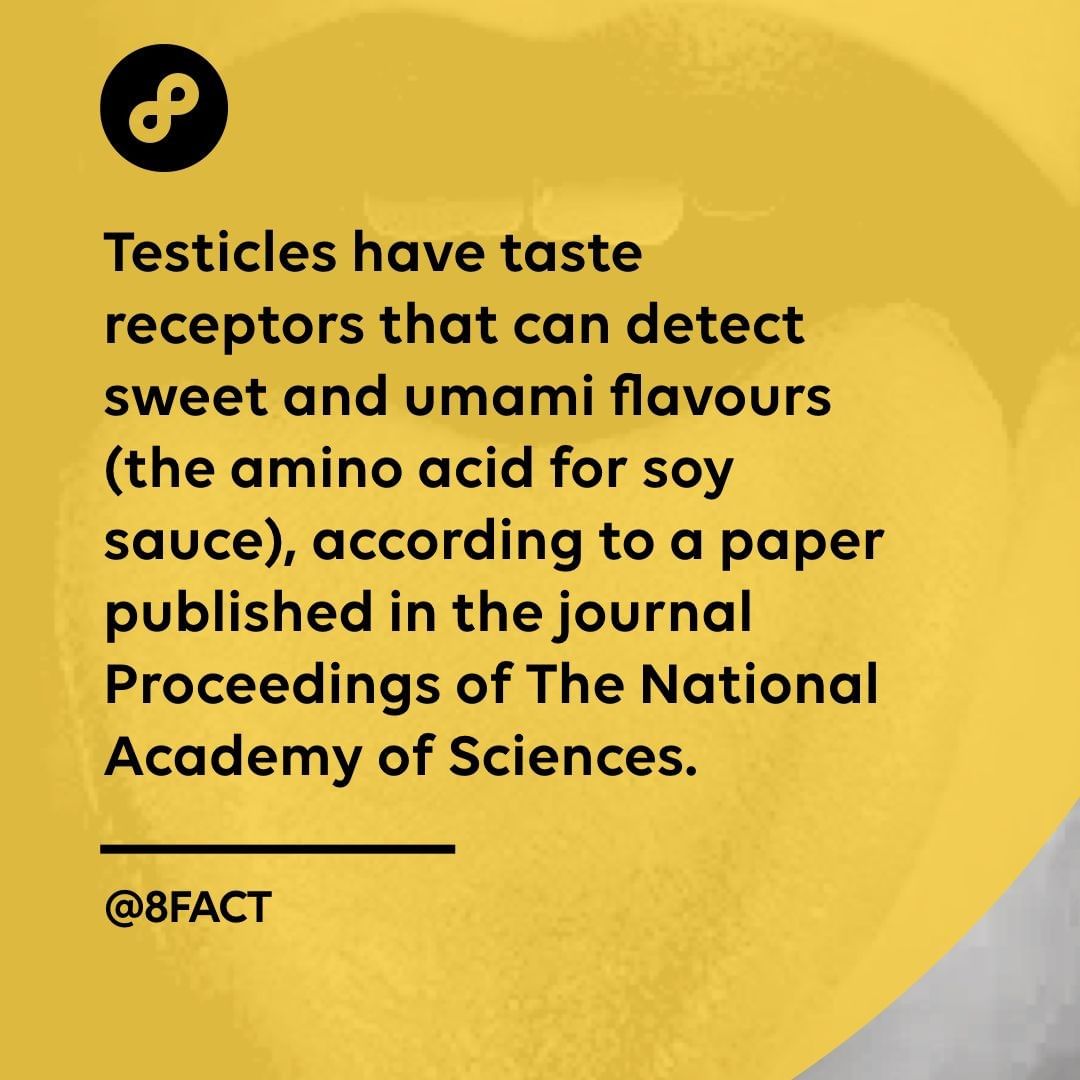 Testicles have taste
receptors that can detect
sweet and umami flavours
(the amino acid for soy
sauce), according to a paper
published in the journal
Proceedings of The National
Academy of Sciences.
@8FACT